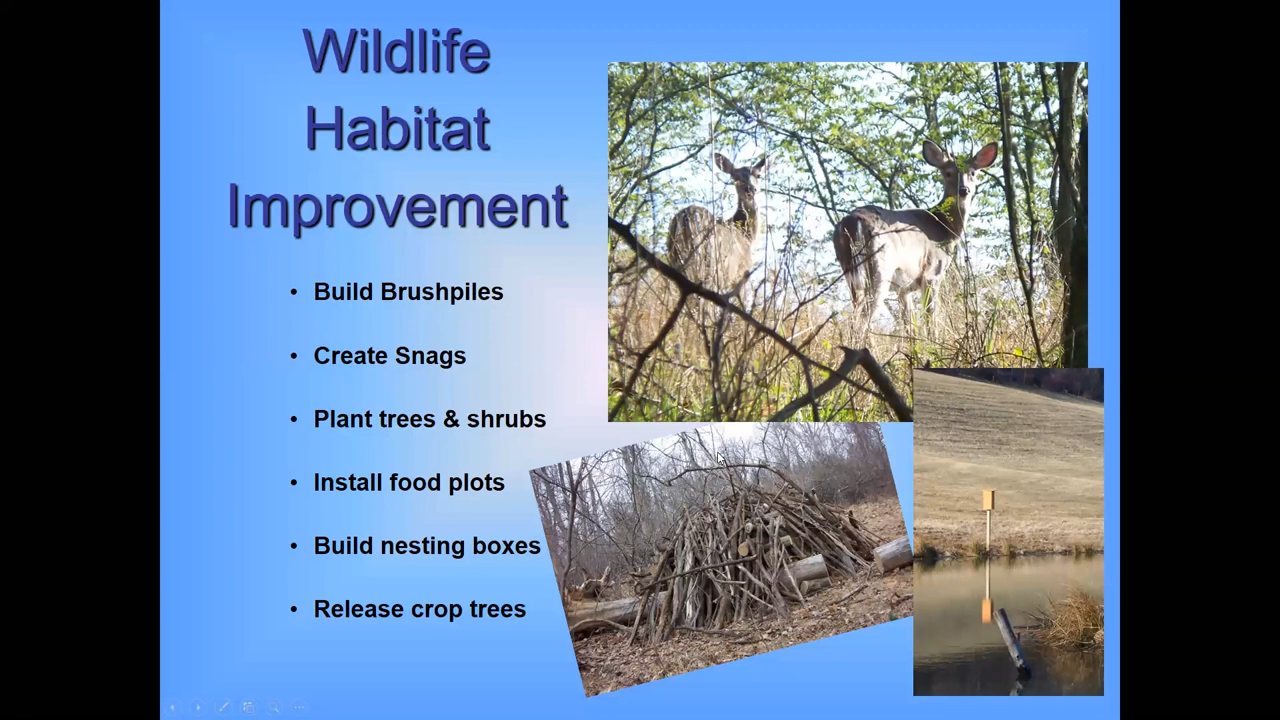 Wildlife
Habitat
Improvement
• Build Brushpiles
• Create Snags
• Plant trees & shrubs
• Install food plots
• Build nesting boxes
• Release crop trees